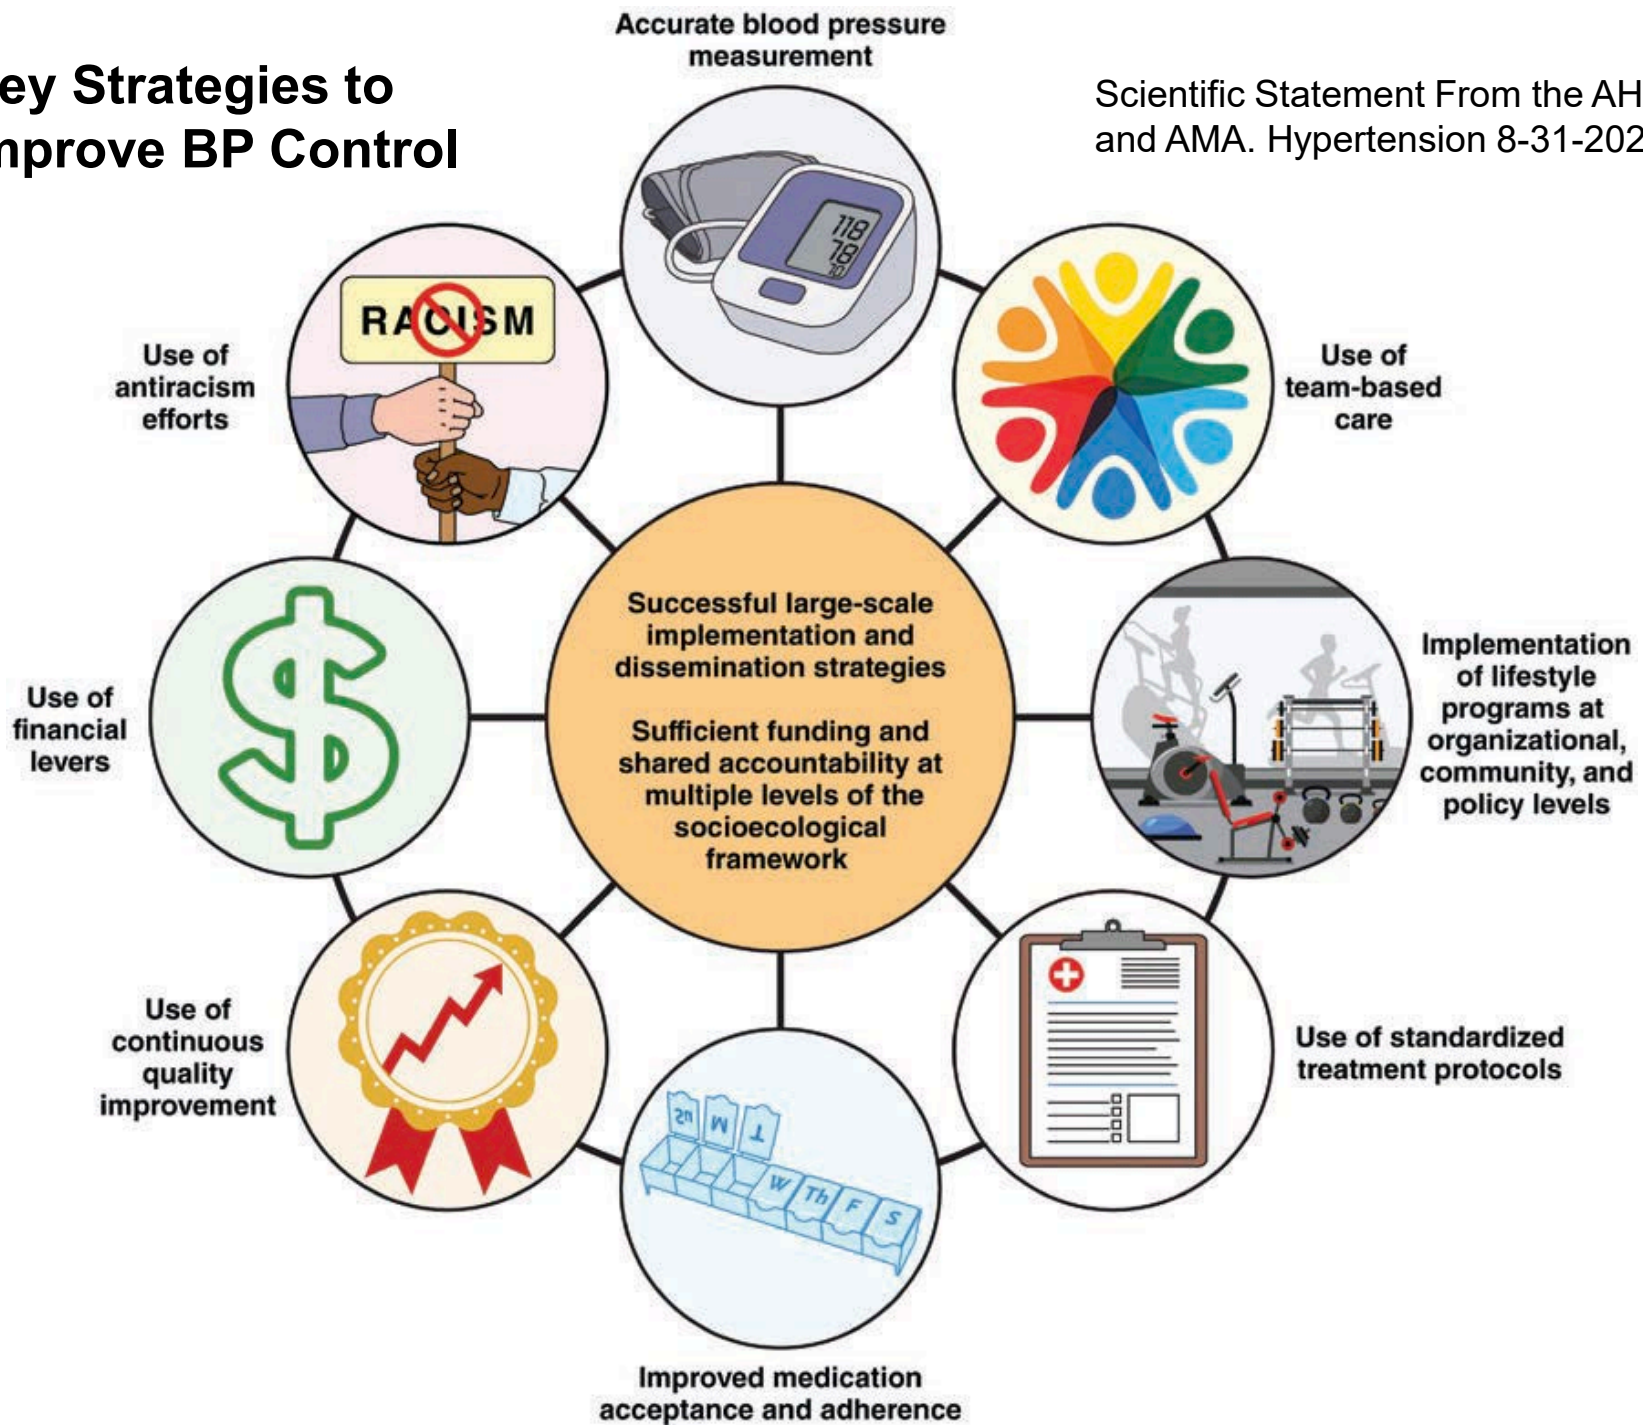 ey Strategies to
mprove BP Control
Scientific Statement From the AH
and AMA. Hypertension 8-31-202
Accurate blood pressure
measurement
118
78
70
Use of
team-based
care
Implementation
of lifestyle
programs at
organizational,
community, and
policy levels
Use of standardized
treatment protocols
Improved medication
acceptance and adherence
Su M T W Th F S
Use of
continuous
quality
improvement
Use of
financial
levers
$
Use of
antiracism
efforts
RACISM
Successful large-scale
implementation and
dissemination strategies
Sufficient funding and
shared accountability at
multiple levels of the
socioecological
framework